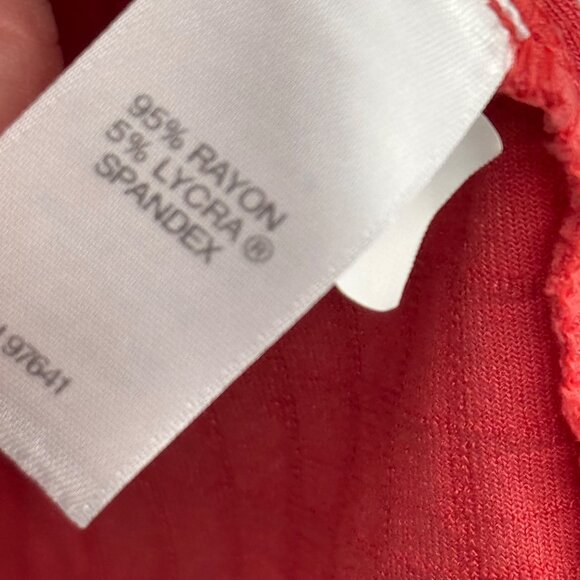 95% RAYON
5% LYCRA ®
SPANDEX
97641